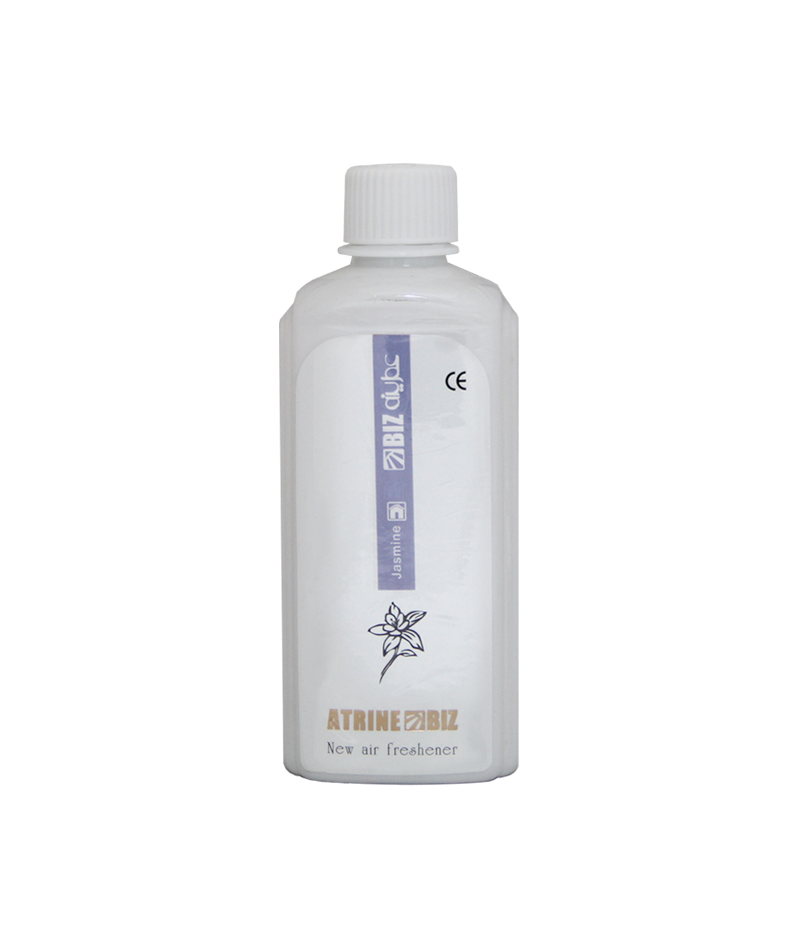 CE
عطرینه BIZ
Jasmine
ATRINE BIZ
New air freshener